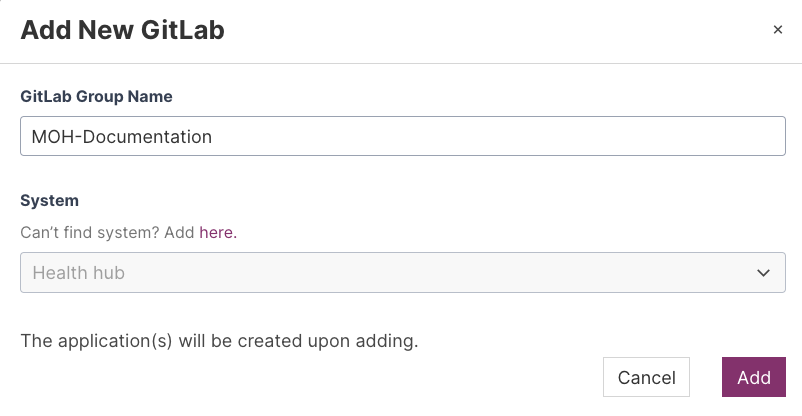 Add New GitLab
×
GitLab Group Name
MOH-Documentation
System
Can’t find system? Add here.
Health hub
The application(s) will be created upon adding.
Cancel Add